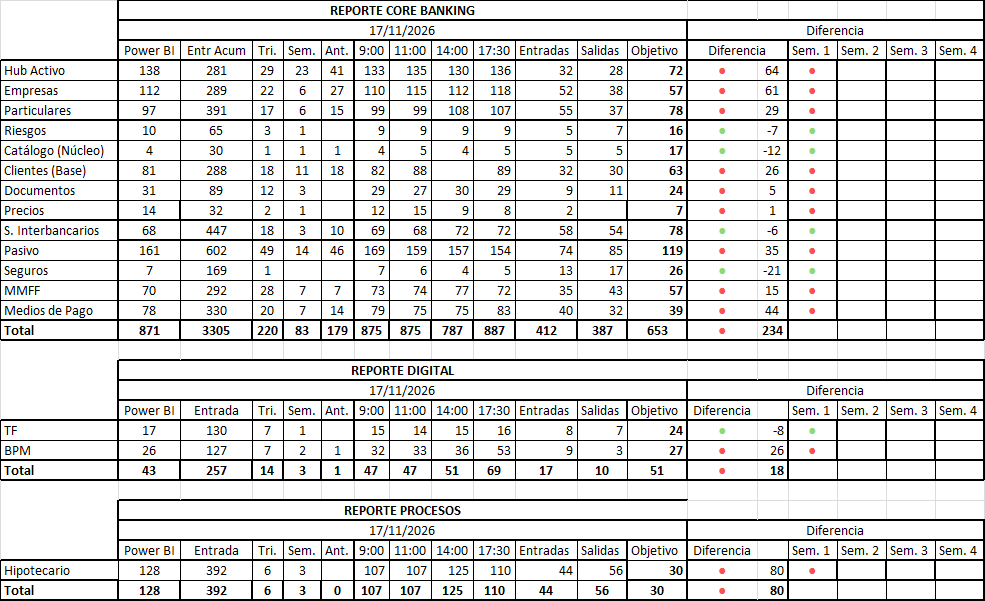 REPORTE CORE BANKING
17/11/2026 Diferencia
Power BI Entr Acum Tri. Sem. Ant. 9:00 11:00 14:00 17:30 Entradas Salidas Objetivo Diferencia Sem. 1 Sem. 2 Sem. 3 Sem. 4
Hub Activo 138 281 29 23 41 133 135 130 136 32 28 72 64
Empresas 112 289 22 6 27 110 115 112 118 52 38 57 61
Particulares 97 391 17 6 15 99 99 108 107 55 37 78 29
Riesgos 10 65 3 1 9 9 9 9 5 7 16 -7
Catálogo (Núcleo) 4 30 1 1 1 4 5 4 5 5 5 17 -12
Clientes (Base) 81 288 18 11 18 82 88 89 32 30 63 26
Documentos 31 89 12 3 29 27 30 29 9 11 24 5
Precios 14 32 2 1 12 15 9 8 2 7 1
S. Interbancarios 68 447 18 3 10 69 68 72 72 58 54 78 -6
Pasivo 161 602 49 14 46 169 159 157 154 74 85 119 35
Seguros 7 169 1 7 6 4 5 13 17 26 -21
MMFF 70 292 28 7 7 73 74 77 72 35 43 57 15
Medios de Pago 78 330 20 7 14 79 75 75 83 40 32 39 44
Total 871 3305 220 83 179 875 875 787 887 412 387 653 234
REPORTE DIGITAL
17/11/2026 Diferencia
Power BI Entrada Tri. Sem. Ant. 9:00 11:00 14:00 17:30 Entradas Salidas Objetivo Diferencia Sem. 1 Sem. 2 Sem. 3 Sem. 4
TF 17 130 7 1 15 14 15 16 8 7 24 -8
BPM 26 127 7 2 1 32 33 36 53 9 3 27 26
Total 43 257 14 3 1 47 47 51 69 17 10 51 18
REPORTE PROCESOS
17/11/2026 Diferencia
Power BI Entrada Tri. Sem. Ant. 9:00 11:00 14:00 17:30 Entradas Salidas Objetivo Diferencia Sem. 1 Sem. 2 Sem. 3 Sem. 4
Hipotecario 128 392 6 3 107 107 125 110 44 56 30 80
Total 128 392 6 3 0 107 107 125 110 44 56 30 80